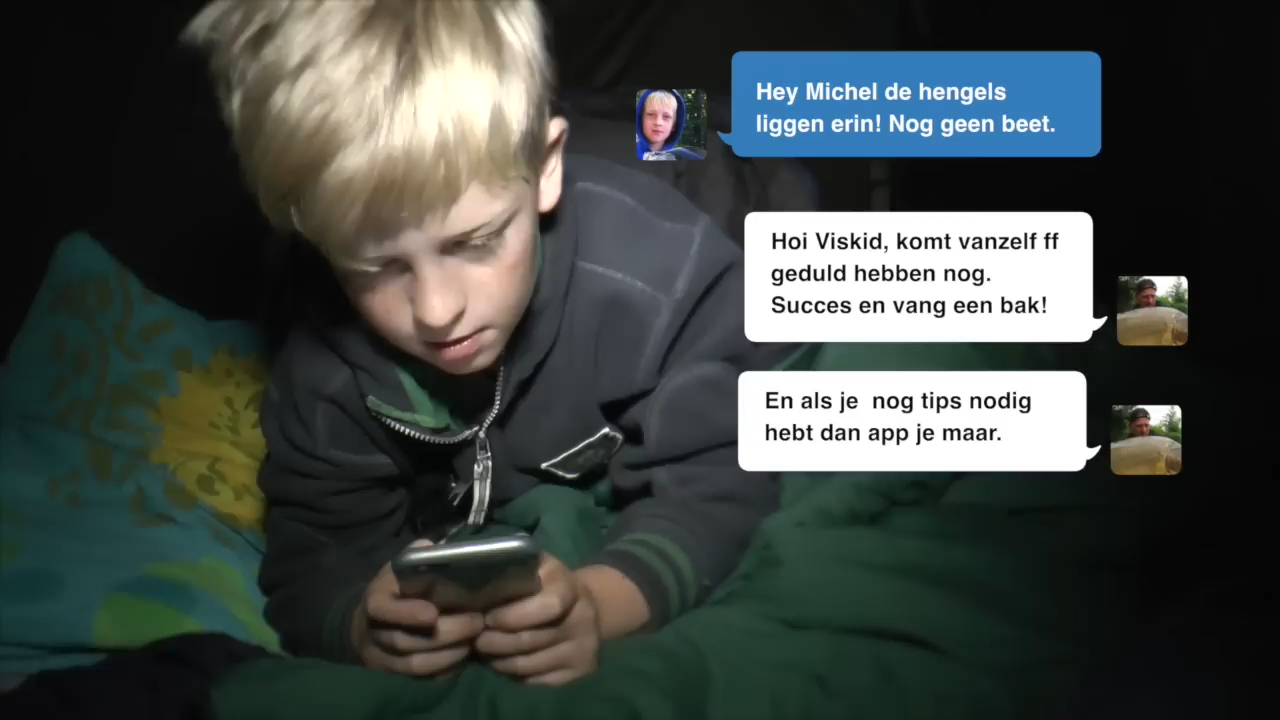 Hey Michel de hengels
liggen erin! Nog geen beet.
Hoi Viskid, komt vanzelf ff
geduld hebben nog.
Succes en vang een bak!
En als je  nog tips nodig
hebt dan app je maar.